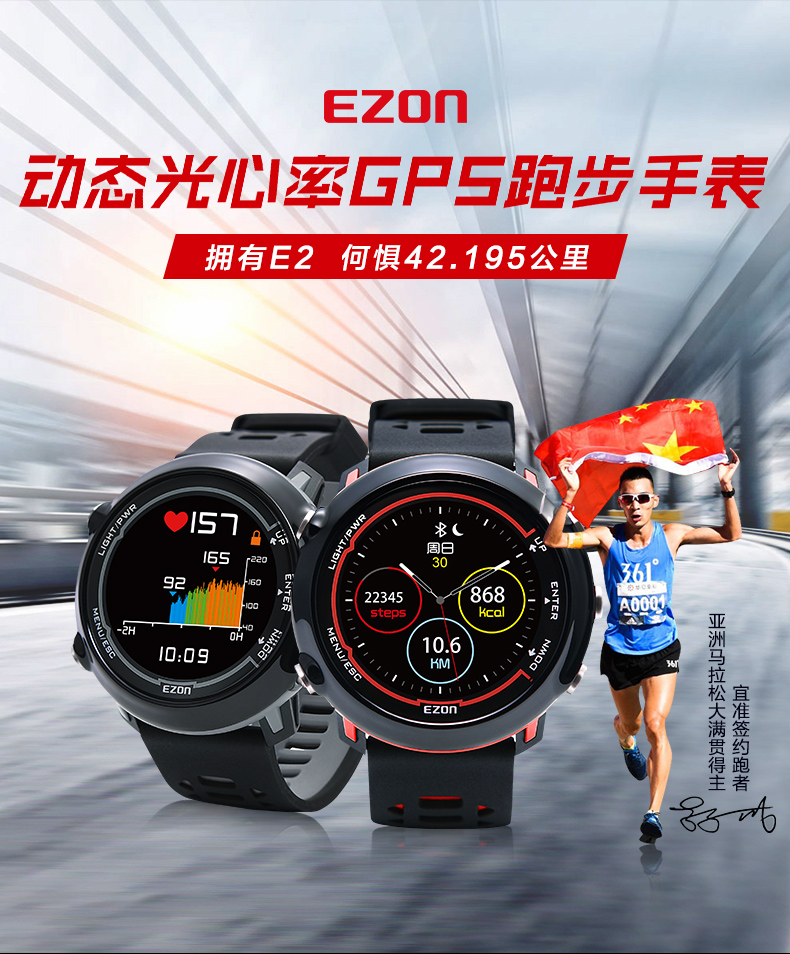 EZON
动态光心率GPS跑步手表
拥有E2 何惧42.195公里
LIGHT/PWR
157
UP
165
220
92
160
ENTER
100
40
-2H
0H
MENU/ESC
DOWN
10:09
EZON
LIGHT/PWR
UP
周日
30
22345
steps
868
Kcal
ENTER
10.6
KM
MENU/ESC
DOWN
EZON
361°
A0001
361°
宜准签约跑者
亚洲马拉松大满贯得主